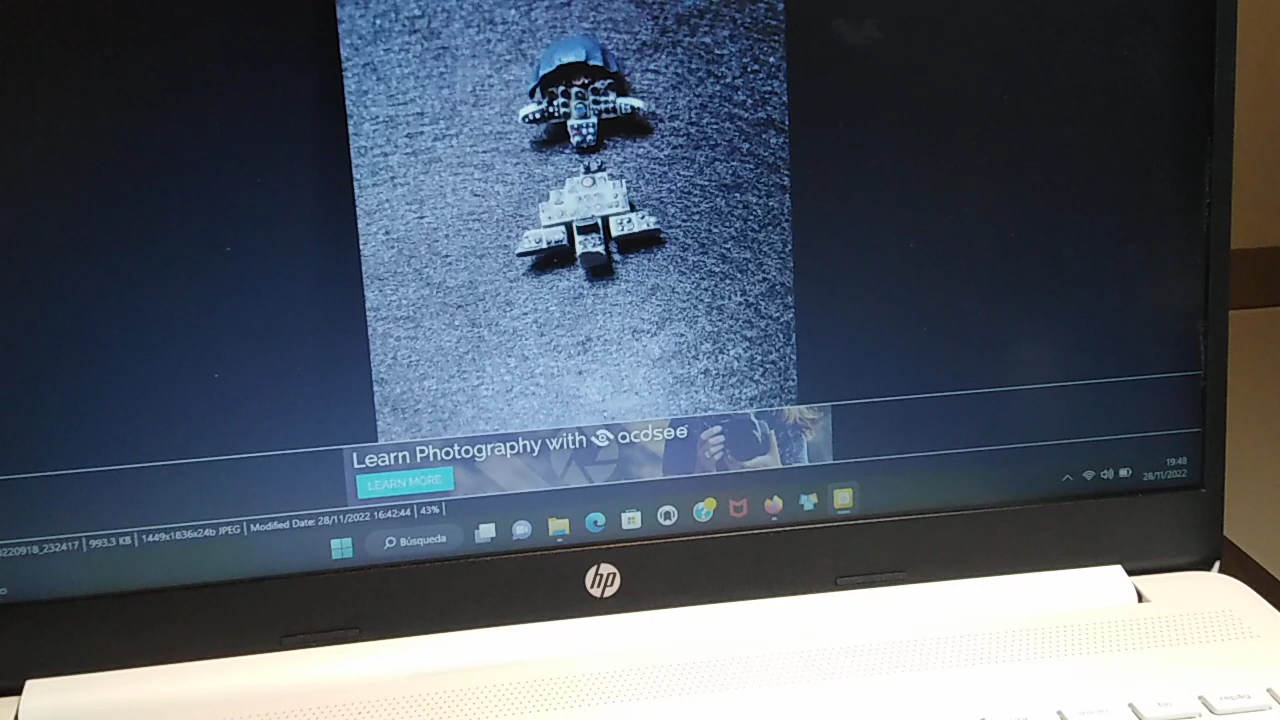 Learn Photography with acdsee
LEARN MORE
220918_232417 | 993.3 KB | 1449x1836x24b JPEG | Modified Date: 28/11/2022 16:42:44 | 43% |
Búsqueda
19:48
28/11/2022
hp